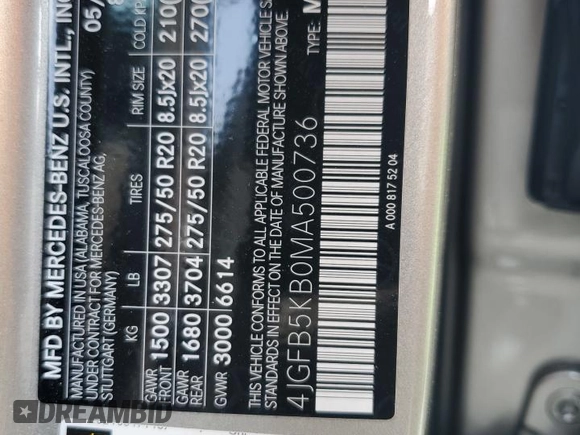 MFD BY MERCEDES-BENZ U.S. INTL., INC
MANUFACTURED IN USA (ALABAMA, TUSCALOOSA COUNTY)
UNDER CONTRACT FOR MERCEDES-BENZ AG,
STUTTGART (GERMANY)
05/
KG LB TIRES RIM SIZE COLD
GAWR FRONT 1500 3307 275/50 R20 8.5Jx20 210
GAWR REAR 1680 3704 275/50 R20 8.5Jx20 270
GVWR 3000 6614
THIS VEHICLE CONFORMS TO ALL APPLICABLE FEDERAL MOTOR VEHICLE
STANDARDS IN EFFECT ON THE DATE OF MANUFACTURE SHOWN ABOVE.
4JGFB5KB0MA500736 TYPE:
A 000 817 52 04
DREAMBID